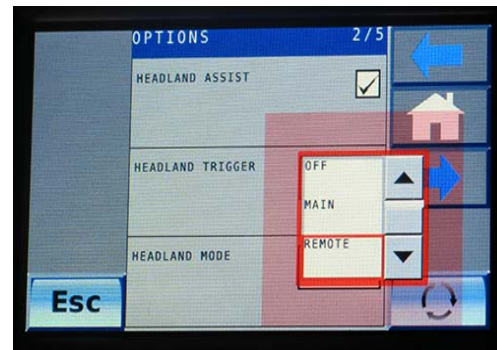 OPTIONS 2/5
HEADLAND ASSIST
HEADLAND TRIGGER
OFF
MAIN
REMOTE
HEADLAND MODE
Esc